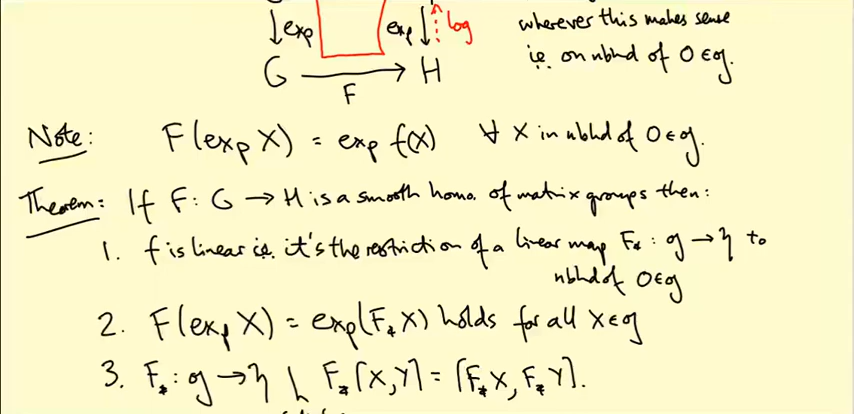 ↓exp exp↓ log wherever this makes sense
G → H i.e. on nbhd of 0 ∈ 𝔤.
F
Note: F(exp X) = exp f(X) ∀ X in nbhd of 0 ∈ 𝔤.
Theorem: If F: G → H is a smooth homo. of matrix groups then:
1. f is linear i.e. it's the restriction of a linear map F* : 𝔤 → 𝔥 to
nbhd of 0 ∈ 𝔤
2. F(exp X) = exp(F* X) holds for all X ∈ 𝔤
3. F* : 𝔤 → 𝔥 F*[X,Y] = [F*X, F*Y].